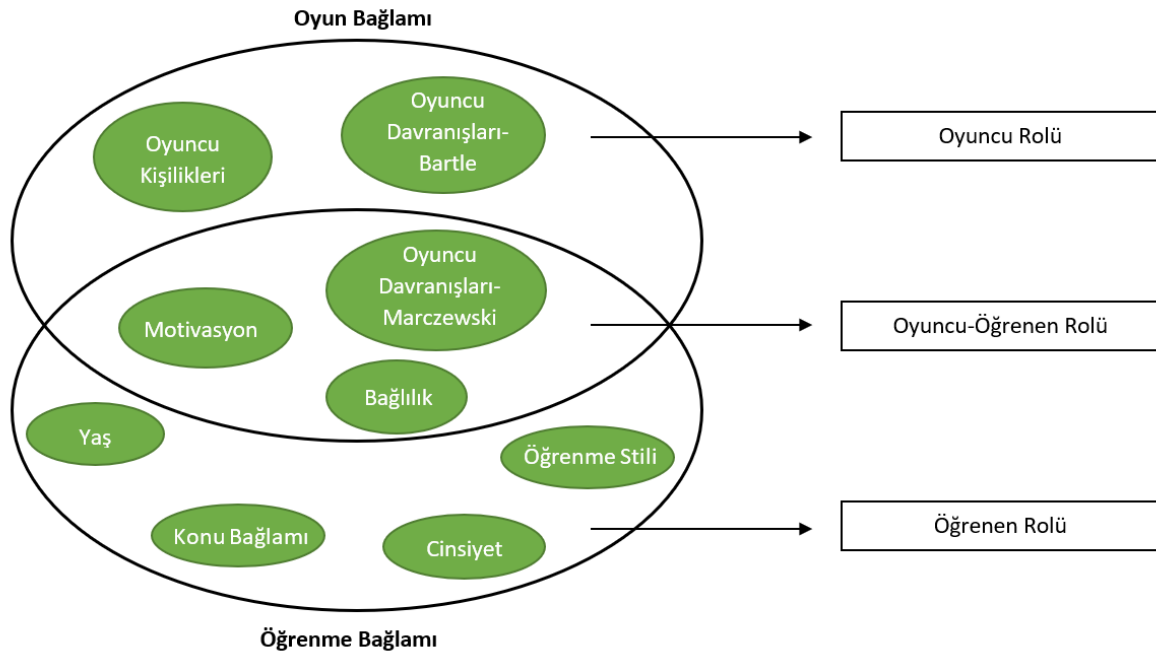 Oyun Bağlamı
Oyuncu
Kişilikleri
Oyuncu
Davranışları-
Bartle
Oyuncu Rolü
Motivasyon
Oyuncu
Davranışları-
Marczewski
Bağlılık
Oyuncu-Öğrenen Rolü
Yaş
Öğrenme Stili
Konu Bağlamı
Cinsiyet
Öğrenen Rolü
Öğrenme Bağlamı